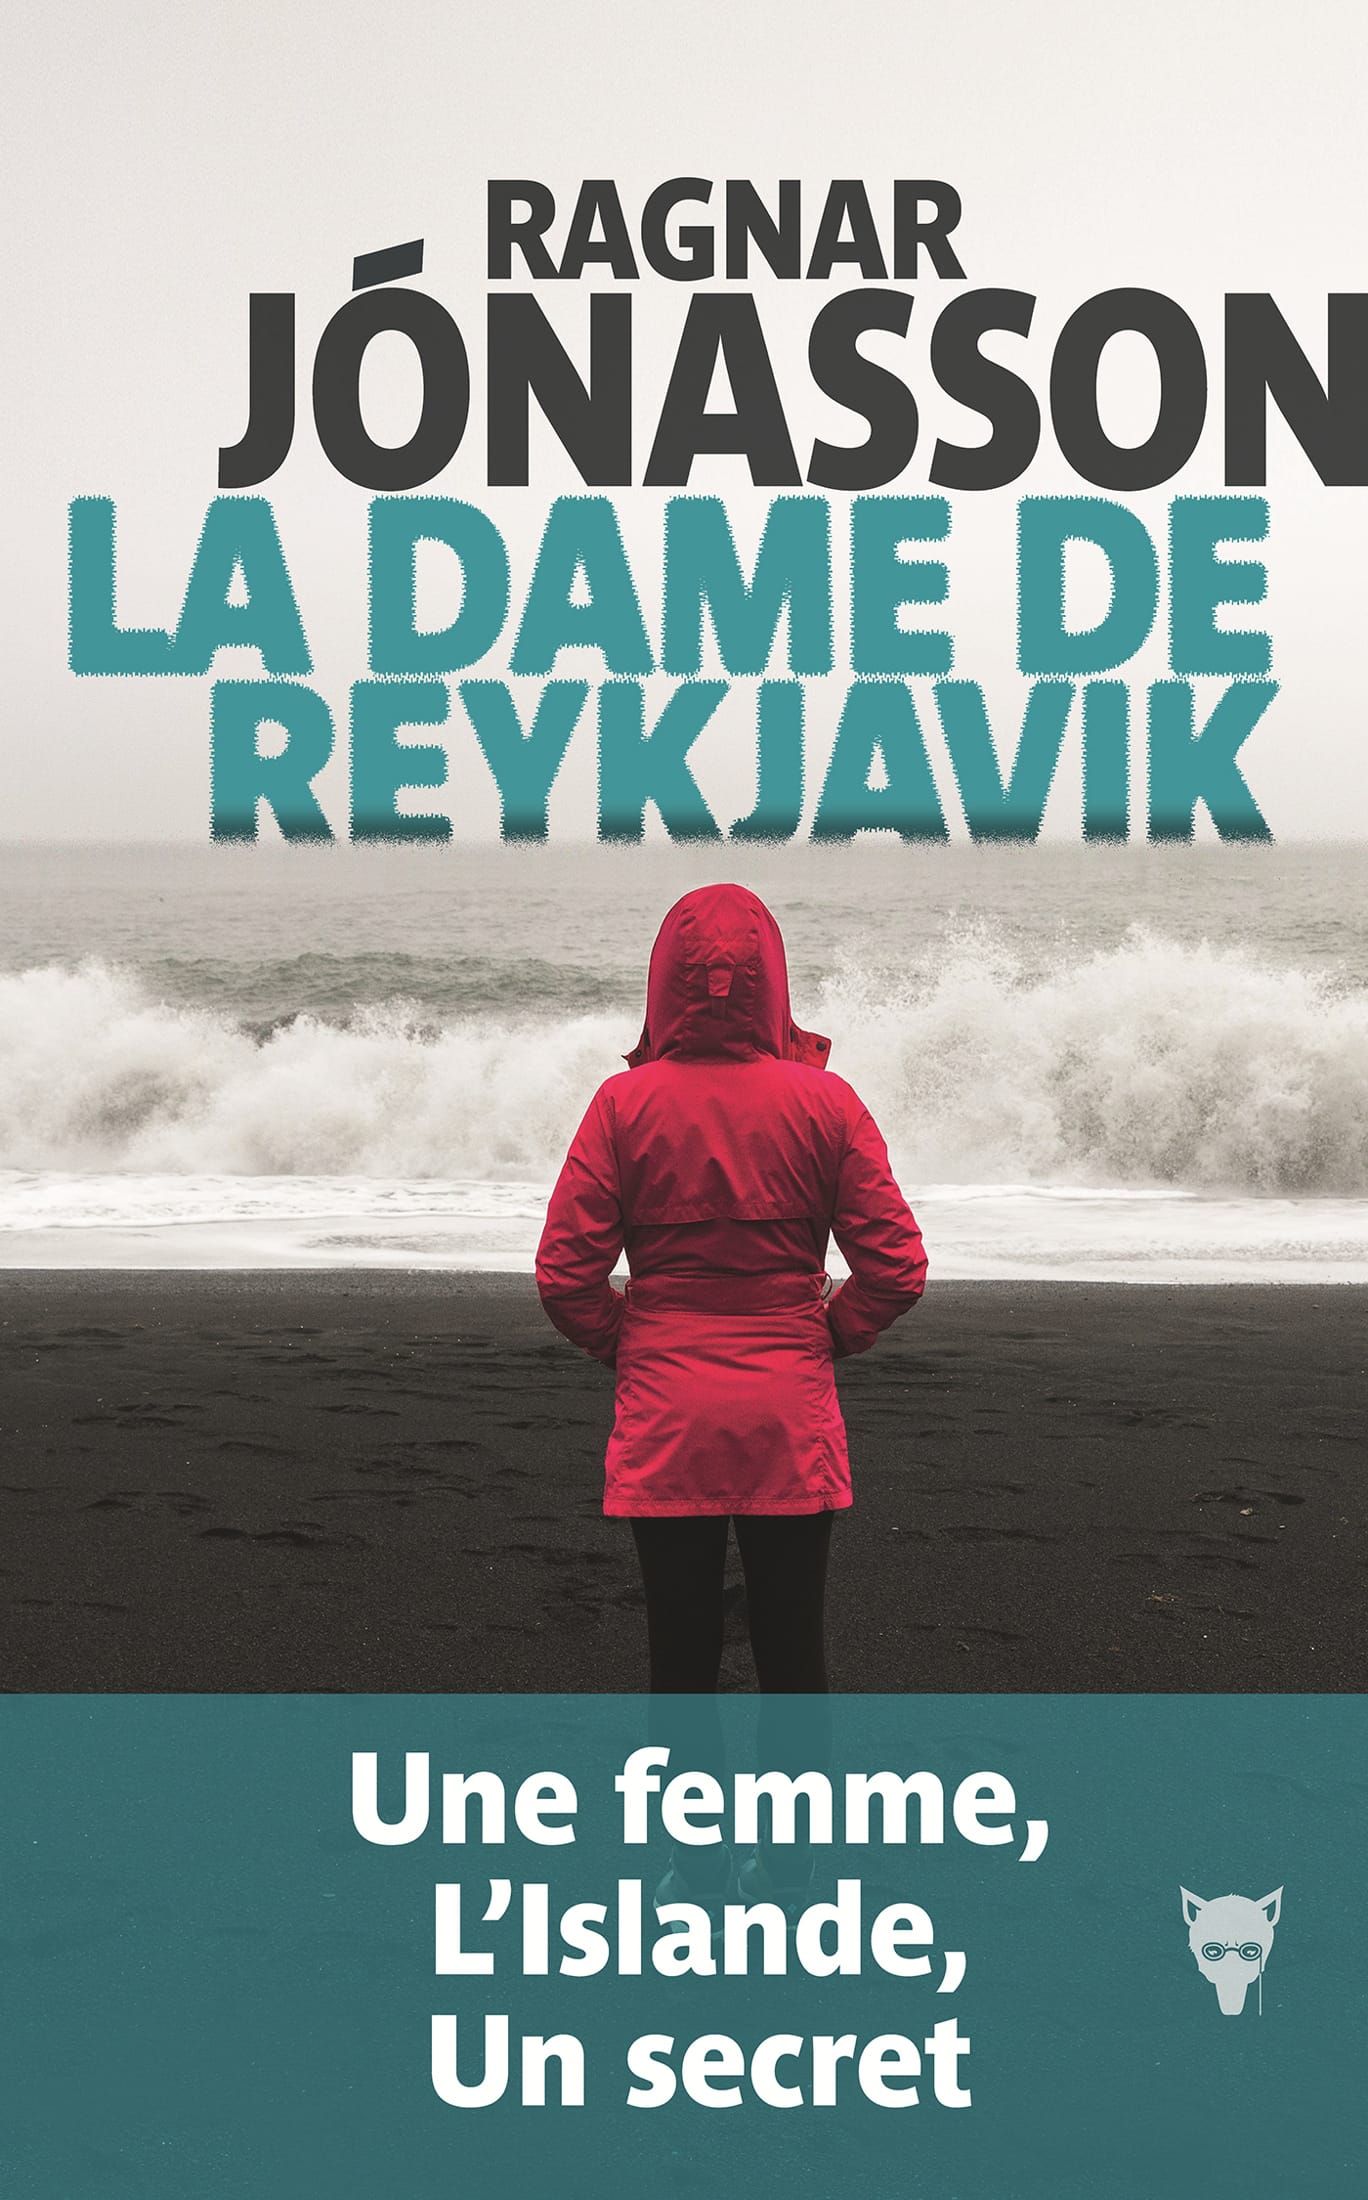 RAGNAR
JÓNASSON
LA DAME DE
REYKJAVIK
Une femme,
L’Islande,
Un secret